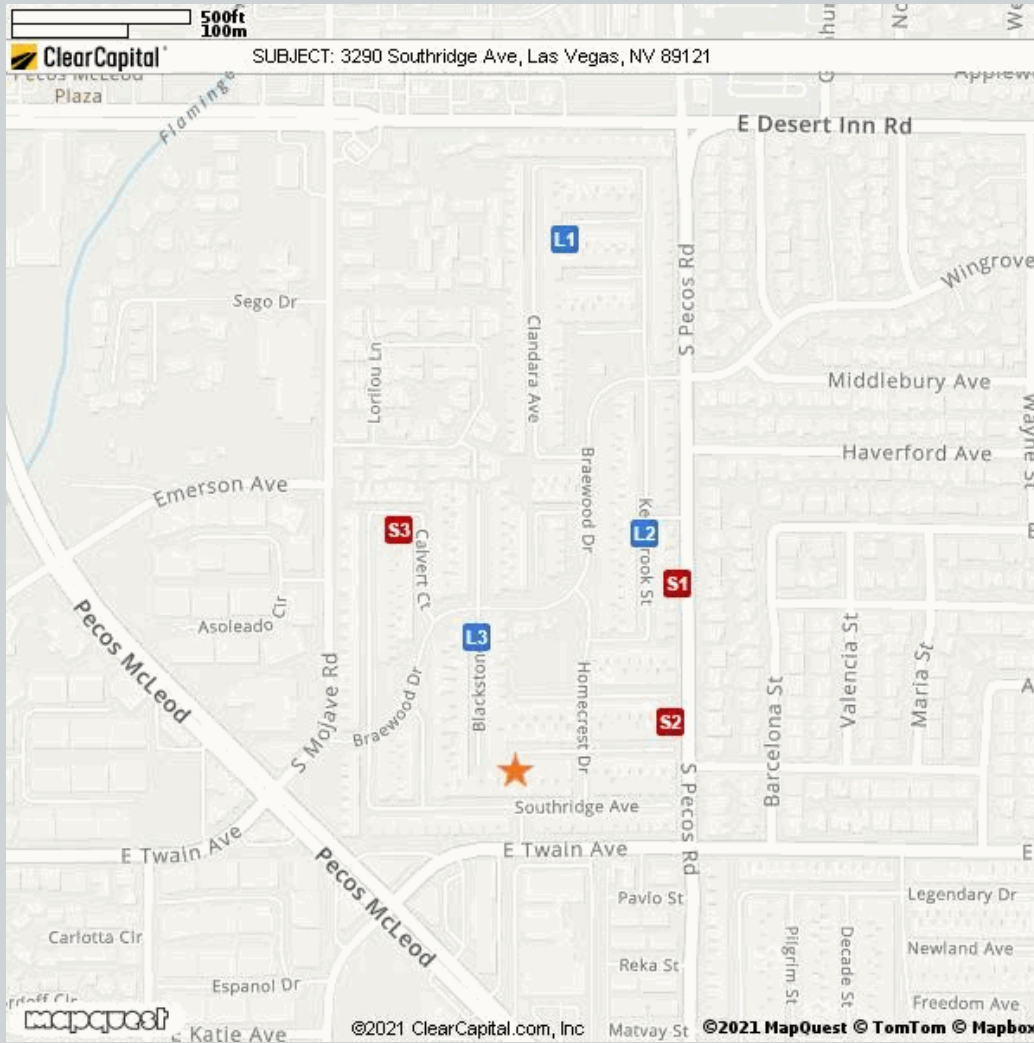 500ft
100m
ClearCapital
SUBJECT: 3290 Southridge Ave, Las Vegas, NV 89121
Pecos McLeod
Plaza
E Desert Inn Rd
Wingrove
S Pecos Rd
Sego Dr
Clandara Ave
Lorilou Ln
Middlebury Ave
Haverford Ave
Braewood Dr
Emerson Ave
Calvert Ct
L1
L2
S3
S1
Asoleado Cir
Pecos McLeod
L3
Blackston
S Mojave Rd
Braewood Dr
Homecrest Dr
S2
Barcelona St
Valencia St
Maria St
Southridge Ave
S Pecos Rd
E Twain Ave
E Twain Ave
Pecos McLeod
Pavlo St
Legendary Dr
Carlotta Cir
Reka St
Pilgrim St
Decade St
Newland Ave
Espanol Dr
Freedom Ave
mapquest
E Katie Ave
©2021 ClearCapital.com, Inc
Matvay St
©2021 MapQuest © TomTom © Mapbox